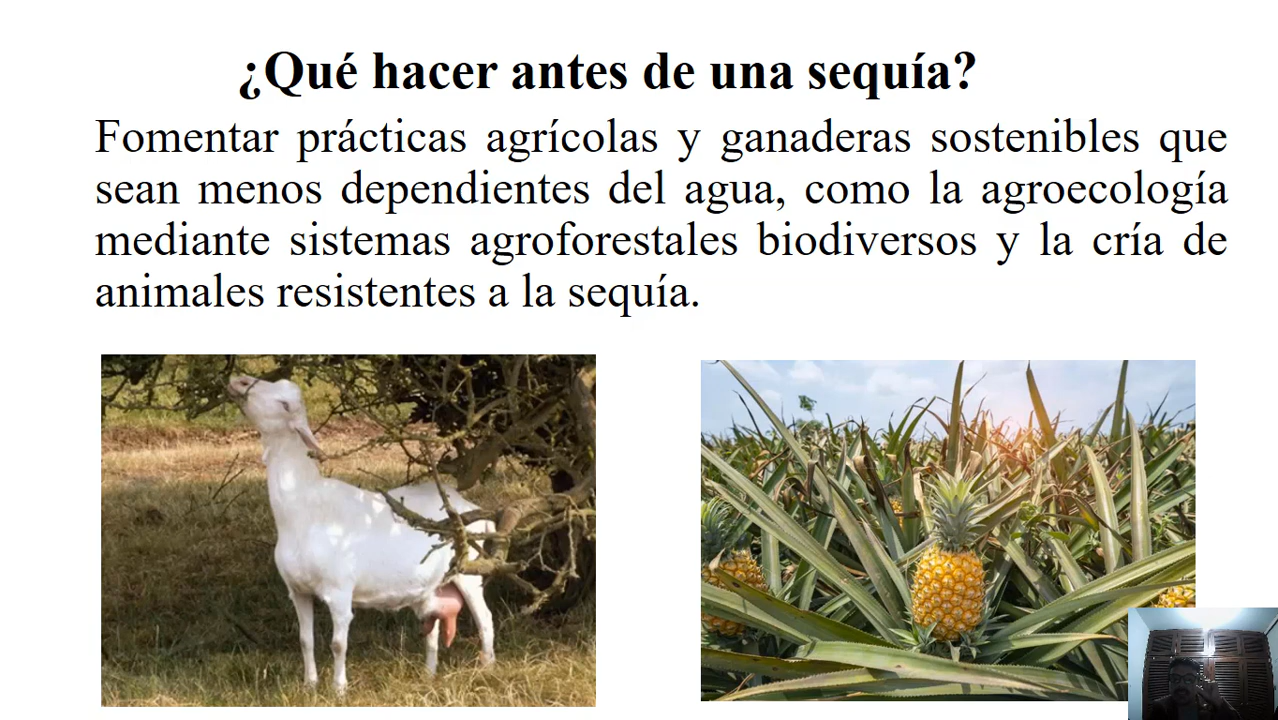 ¿Qué hacer antes de una sequía?
Fomentar prácticas agrícolas y ganaderas sostenibles que
sean menos dependientes del agua, como la agroecología
mediante sistemas agroforestales biodiversos y la cría de
animales resistentes a la sequía.